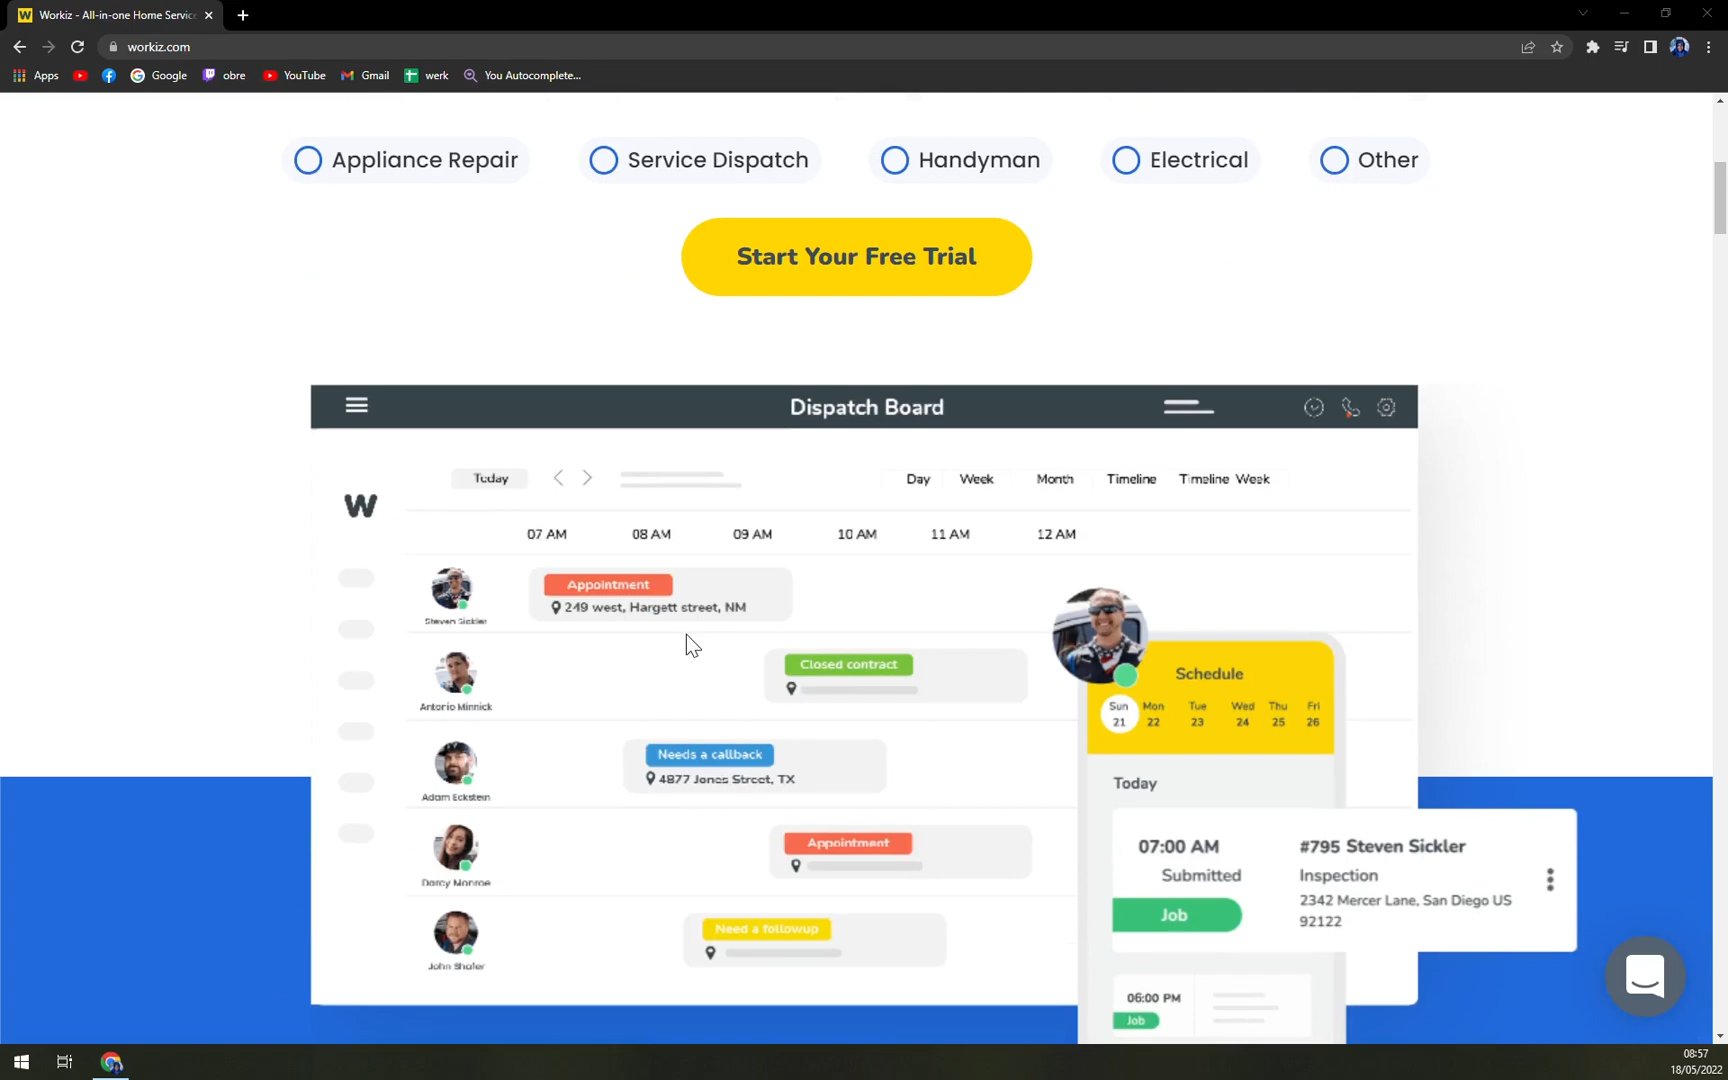 Workiz - All-in-one Home Service
workiz.com
Apps
Google
obre
YouTube
Gmail
werk
You Autocomplete...
Appliance Repair
Service Dispatch
Handyman
Electrical
Other
Start Your Free Trial
Dispatch Board
Today
Day
Week
Month
Timeline
Timeline Week
07 AM
08 AM
09 AM
10 AM
11 AM
12 AM
W
Appointment
249 west, Hargett street, NM
Steven Sickler
Closed contract
Antonio Minnick
Needs a callback
4877 Jones Street, TX
Adam Eckstein
Appointment
Darcy Monroe
Need a followup
John Shafer
Schedule
Sun Mon Tue Wed Thu Fri
21 22 23 24 25 26
Today
07:00 AM
Submitted
Job
#795 Steven Sickler
Inspection
2342 Mercer Lane, San Diego US
92122
06:00 PM
Job
08:57
18/05/2022